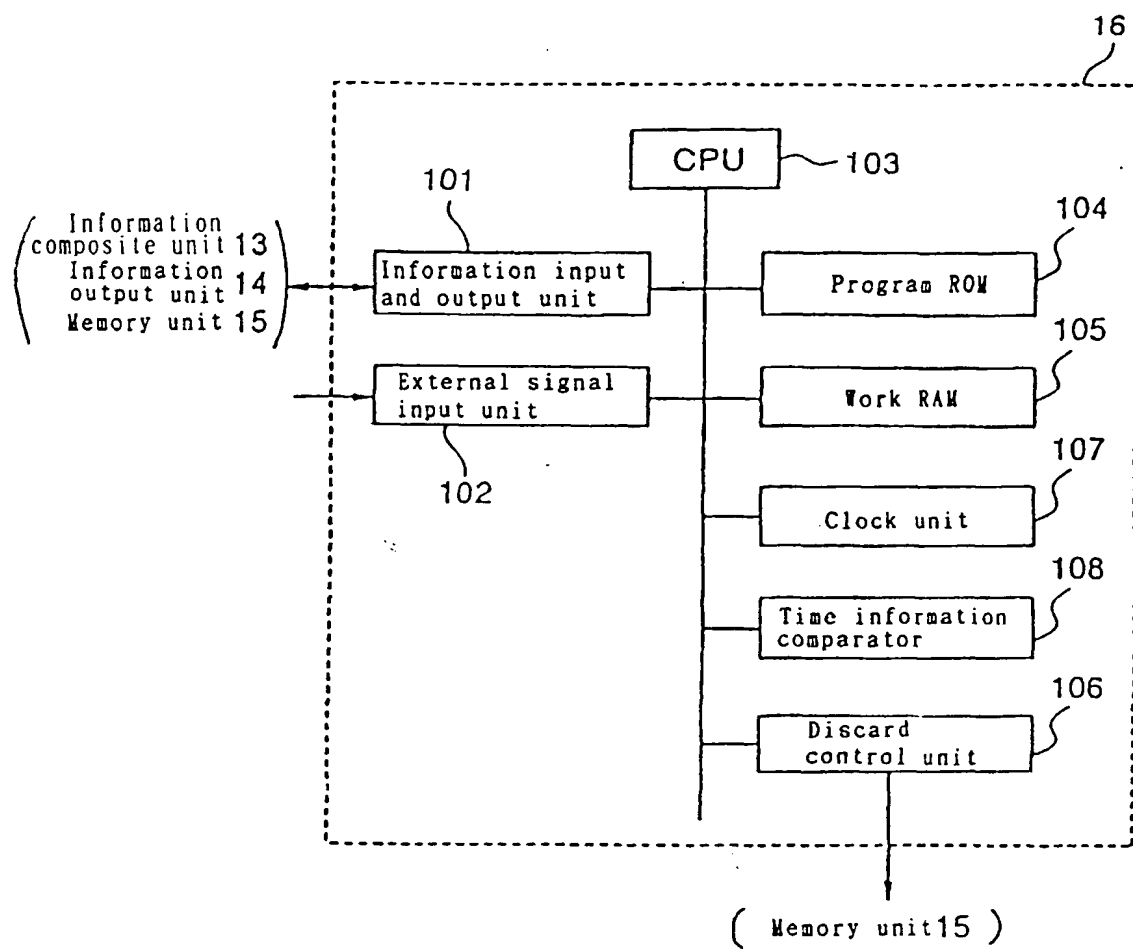 16
CPU
103
101
104
Information
composite unit 13
Information
output unit 14
Memory unit 15
Information input
and output unit
Program ROM
105
External signal
input unit
Work RAM
102
107
Clock unit
108
Time information
comparator
106
Discard
control unit
( Memory unit 15 )